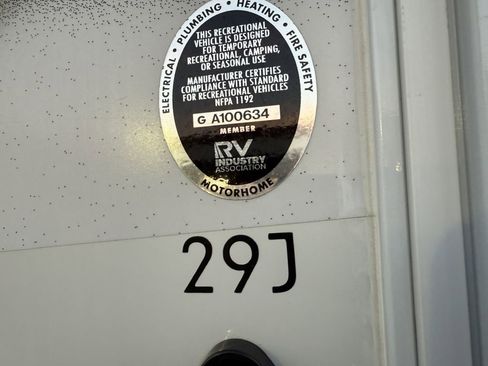 ELECTRICAL • PLUMBING • HEATING • FIRE SAFETY
THIS RECREATIONAL
VEHICLE IS DESIGNED
FOR TEMPORARY
RECREATIONAL, CAMPING,
OR SEASONAL USE
MANUFACTURER CERTIFIES
COMPLIANCE WITH STANDARD
FOR RECREATIONAL VEHICLES
NFPA 1192
G A100634
MEMBER
RV
INDUSTRY
ASSOCIATION
MOTORHOME
29J